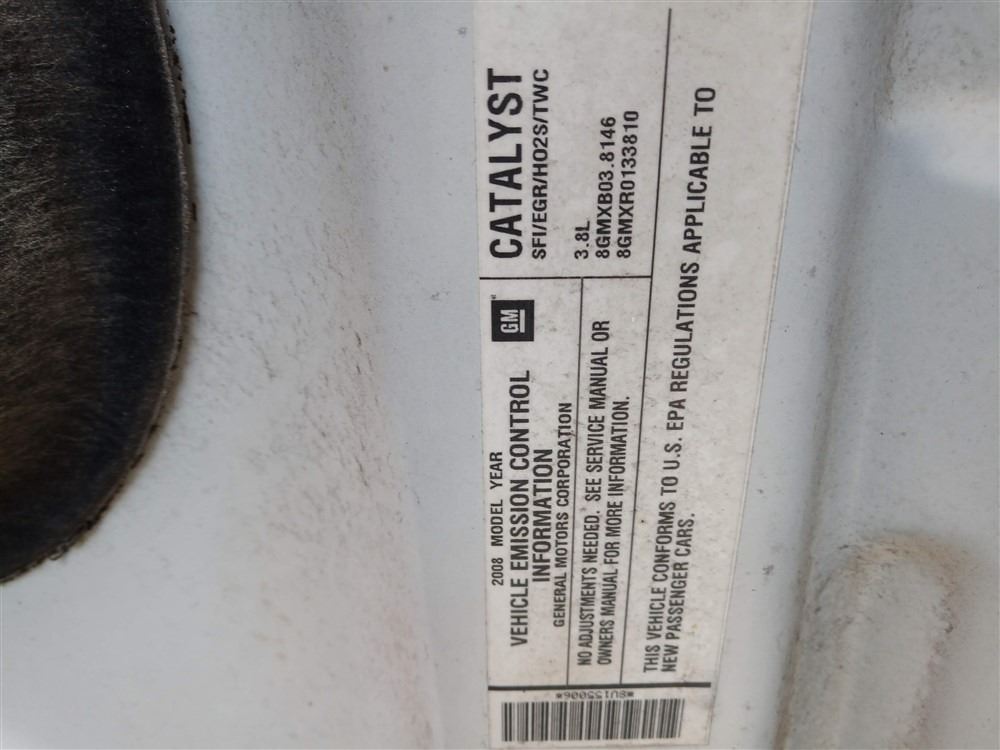 2008 MODEL YEAR
VEHICLE EMISSION CONTROL
INFORMATION
GENERAL MOTORS CORPORATION
GM
CATALYST
SFI/EGR/HO2S/TWC
NO ADJUSTMENTS NEEDED. SEE SERVICE MANUAL OR
OWNERS MANUAL FOR MORE INFORMATION.
3.8L
8GMXB03.8146
8GMXR0133810
THIS VEHICLE CONFORMS TO U.S. EPA REGULATIONS APPLICABLE TO
NEW PASSENGER CARS.
*8U155006*